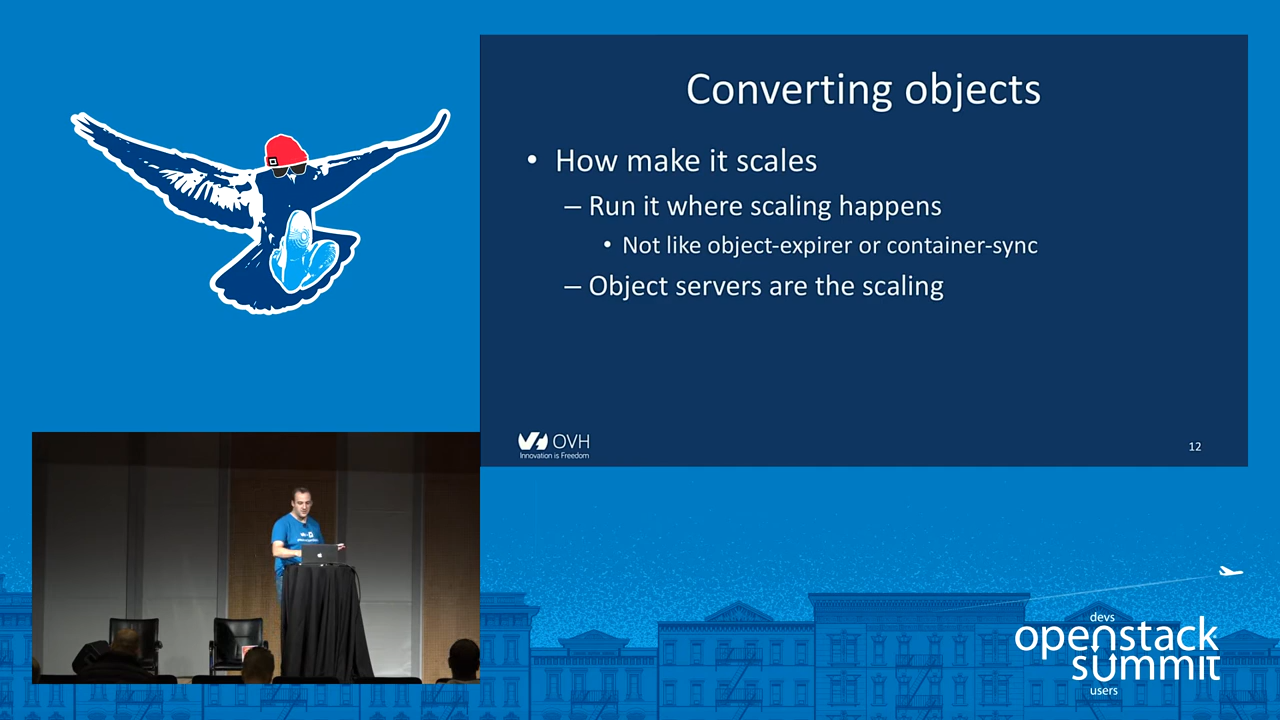 Converting objects
• How make it scales
– Run it where scaling happens
• Not like object-expirer or container-sync
– Object servers are the scaling
OVH
Innovation is Freedom
12
devs
openstack
summit
users